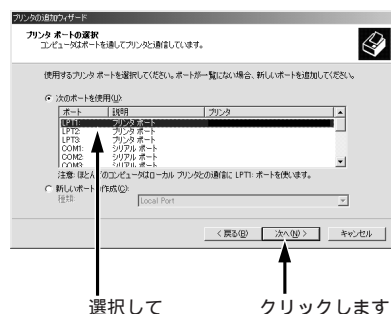 プリンタの追加ウィザード
プリンタ ポートの選択
コンピュータはポートを通してプリンタと通信しています。
使用するプリンタ ポートを選択してください。ポートが一覧にない場合、新しいポートを追加してください。
次のポートを使用(U):
ポート 説明 プリンタ
LPT1: プリンタ ポート
LPT2: プリンタ ポート
LPT3: プリンタ ポート
COM1: シリアル ポート
COM2: シリアル ポート
COM3: シリアル ポート
注意: ほとんどのコンピュータはローカル プリンタとの通信に LPT1: ポートを使います。
新しいポートの作成(C):
種類: Local Port
< 戻る(B) 次へ(N) > キャンセル
選択して クリックします